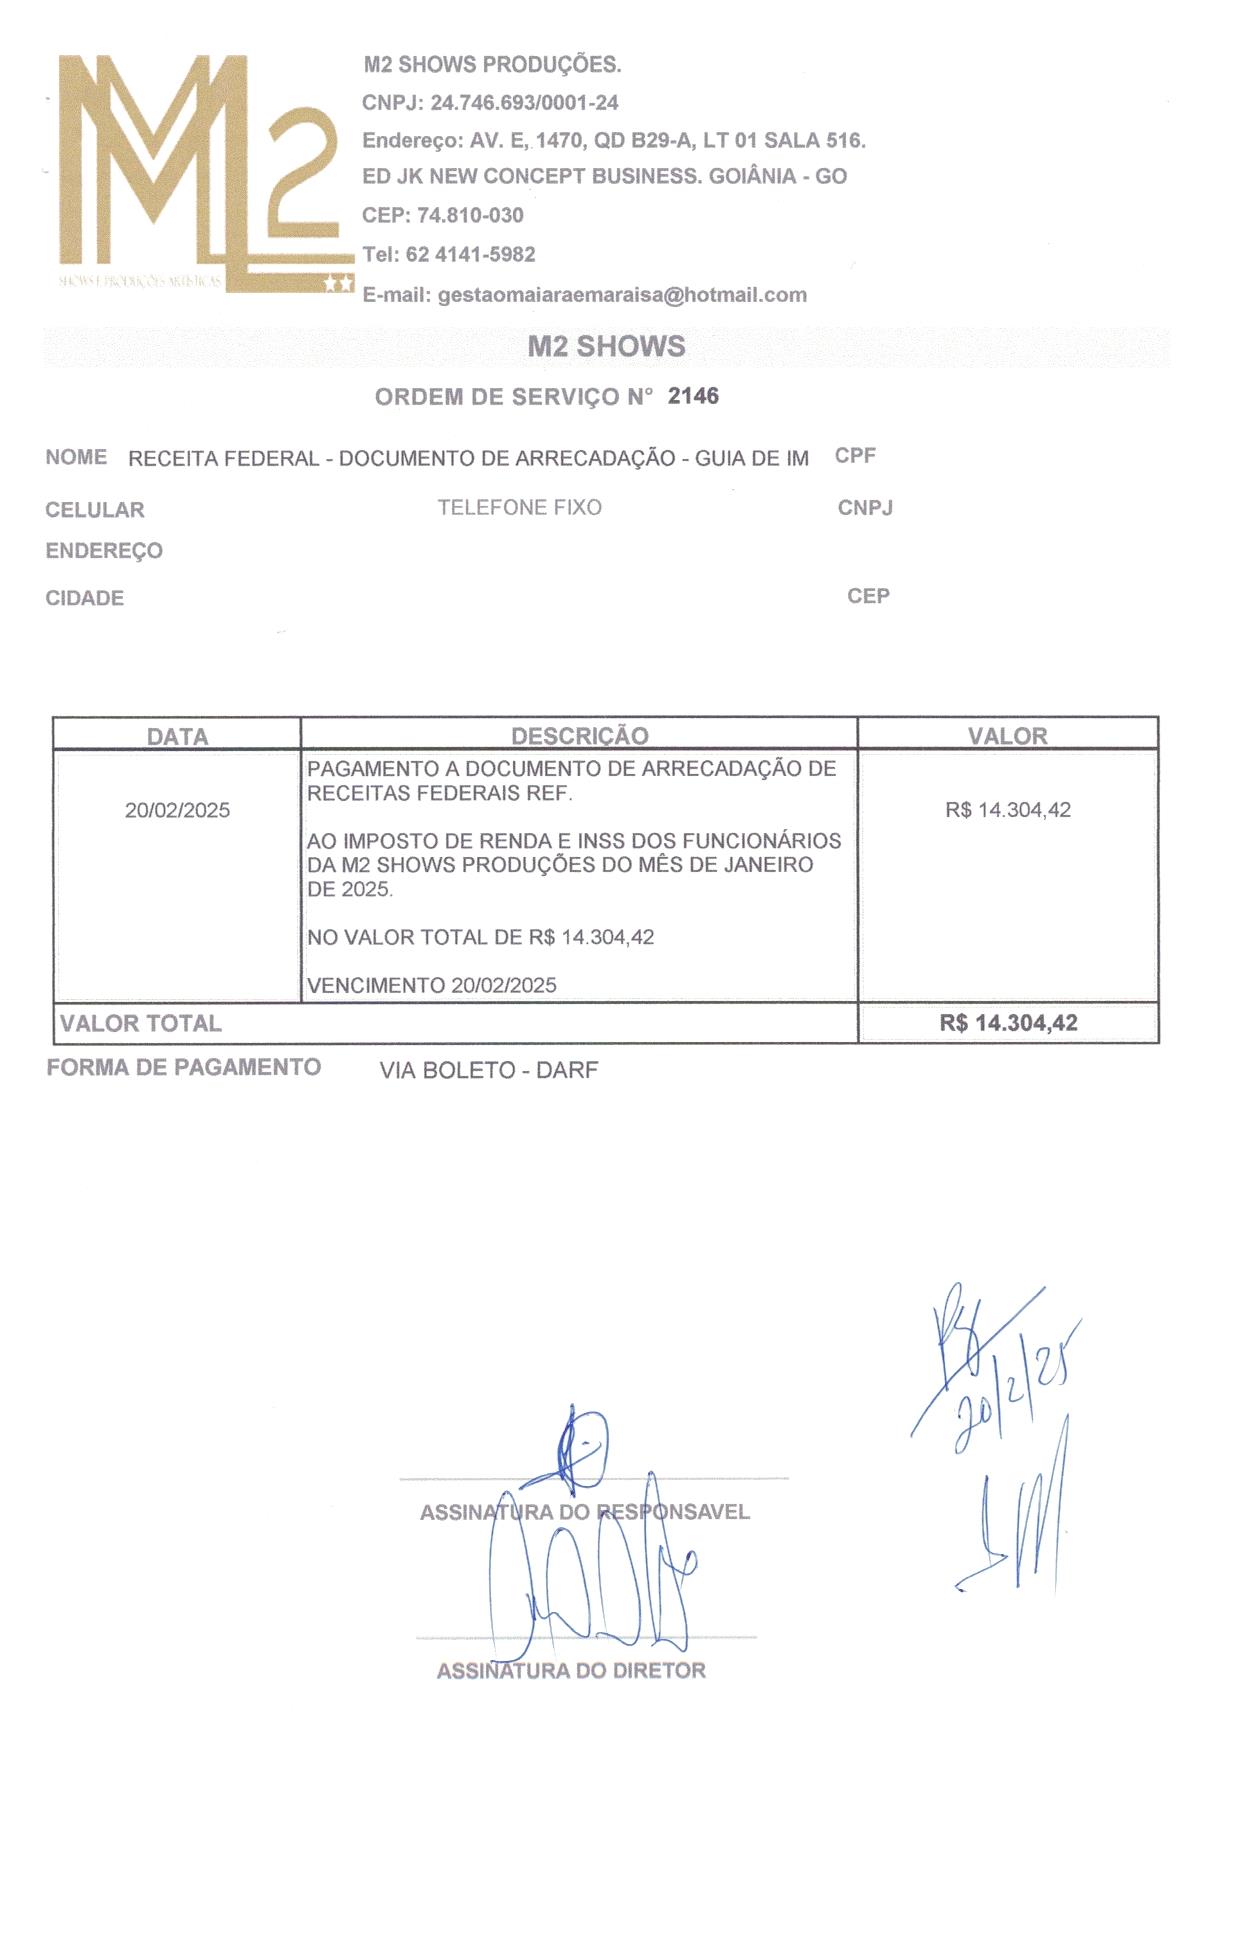 M2 SHOWS PRODUÇÕES.
CNPJ: 24.746.693/0001-24
Endereço: AV. E, 1470, QD B29-A, LT 01 SALA 516.
ED JK NEW CONCEPT BUSINESS. GOIÂNIA - GO
CEP: 74.810-030
Tel: 62 4141-5982
E-mail: gestaomaiaraemaraisa@hotmail.com
M2
SHOWS E PRODUÇÕES ARTÍSTICAS
M2 SHOWS
ORDEM DE SERVIÇO N° 2146
NOME RECEITA FEDERAL - DOCUMENTO DE ARRECADAÇÃO - GUIA DE IM CPF
CELULAR TELEFONE FIXO CNPJ
ENDEREÇO
CIDADE CEP
DATA DESCRIÇÃO VALOR
PAGAMENTO A DOCUMENTO DE ARRECADAÇÃO DE
RECEITAS FEDERAIS REF.
20/02/2025 R$ 14.304,42
AO IMPOSTO DE RENDA E INSS DOS FUNCIONÁRIOS
DA M2 SHOWS PRODUÇÕES DO MÊS DE JANEIRO
DE 2025.
NO VALOR TOTAL DE R$ 14.304,42
VENCIMENTO 20/02/2025
VALOR TOTAL R$ 14.304,42
FORMA DE PAGAMENTO VIA BOLETO - DARF
20/2/25
ASSINATURA DO RESPONSAVEL
ASSINATURA DO DIRETOR